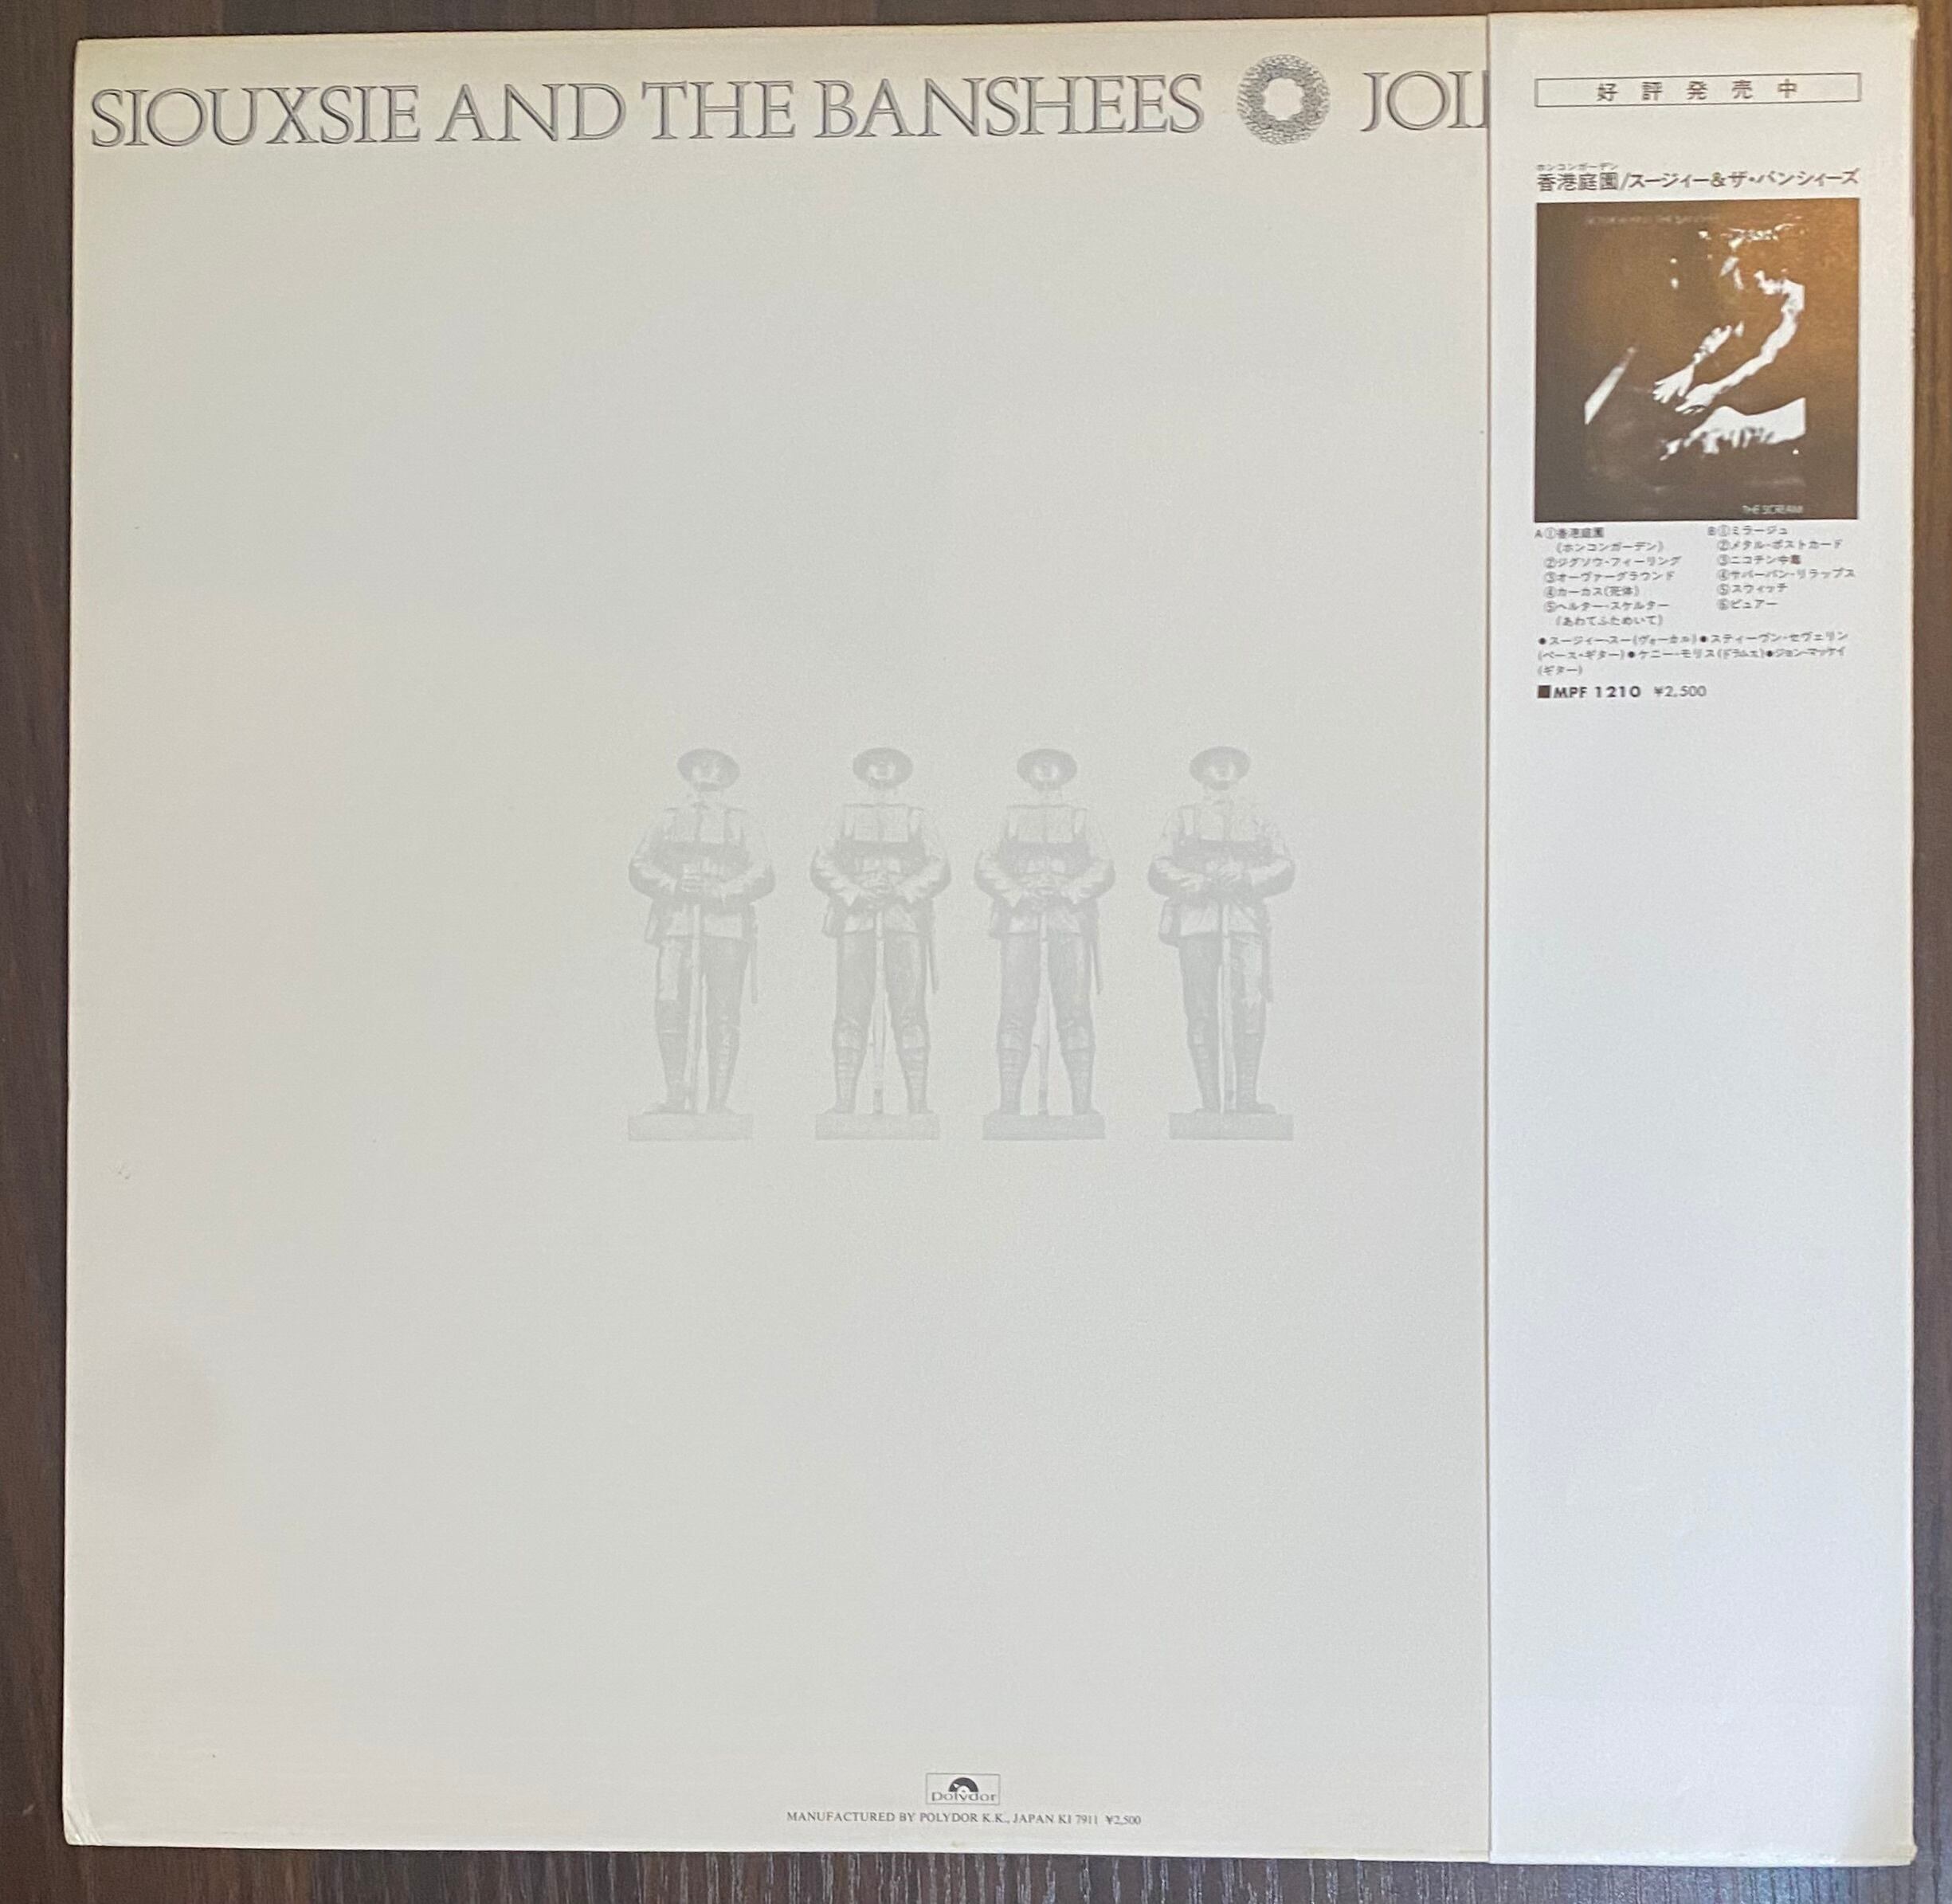 SIOUXSIE AND THE BANSHEES JOI
好評発売中
ホンコンガーデン
香港庭園/スージィー&ザ・バンシィーズ
THE SCREAM
A①香港庭園
(ホンコンガーデン)
②ジグソウ・フィーリング
③オーヴァーグラウンド
④カーカス(死体)
⑤ヘルター・スケルター
(あわてふためいて)
B①ミラージュ
②メタル・ポストカード
③ニコチン中毒
④サバーバン・リラップス
⑤スウィッチ
⑥ピュアー
●スージィー・スー(ヴォーカル)●スティーヴン・セヴェリン
(ベース・ギター)●ケニー・モリス(ドラムス)●ジョン・マッケイ
(ギター)
■MPF 1210 ¥2,500
Polydor
MANUFACTURED BY POLYDOR K.K., JAPAN KI 7911 ¥2,500